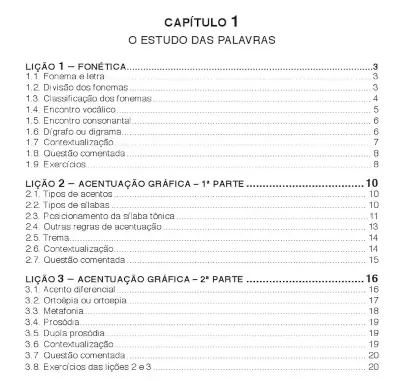 CAPÍTULO 1
O ESTUDO DAS PALAVRAS
LIÇÃO 1 – FONÉTICA 3
1.1. Fonema e letra 3
1.2. Divisão dos fonemas 3
1.3. Classificação dos fonemas 4
1.4. Encontro vocálico 5
1.5. Encontro consonantal 6
1.6. Dígrafo ou digrama 6
1.7. Contextualização 7
1.8. Questão comentada 8
1.9. Exercícios 8
LIÇÃO 2 – ACENTUAÇÃO GRÁFICA – 1ª PARTE 10
2.1. Tipos de acentos 10
2.2. Tipos de sílabas 10
2.3. Posicionamento da sílaba tônica 11
2.4. Outras regras de acentuação 13
2.5. Trema 14
2.6. Contextualização 14
2.7. Questão comentada 15
LIÇÃO 3 – ACENTUAÇÃO GRÁFICA – 2ª PARTE 16
3.1. Acento diferencial 16
3.2. Ortoépia ou ortoepia 17
3.3. Metafonia 18
3.4. Prosódia 19
3.5. Dupla prosódia 19
3.6. Contextualização 19
3.7. Questão comentada 20
3.8. Exercícios das lições 2 e 3 20